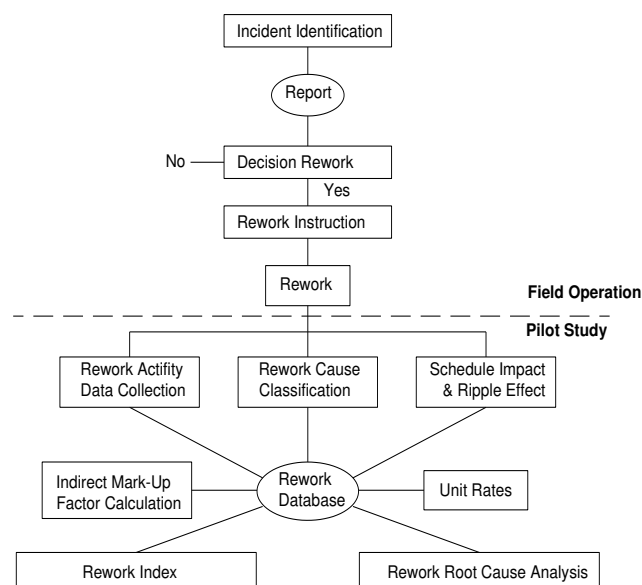 Incident Identification
Report
No
Decision Rework
Yes
Rework Instruction
Rework
Field Operation
Pilot Study
Rework Actifity
Data Collection
Rework Cause
Classification
Schedule Impact
& Ripple Effect
Indirect Mark-Up
Factor Calculation
Rework
Database
Unit Rates
Rework Index
Rework Root Cause Analysis